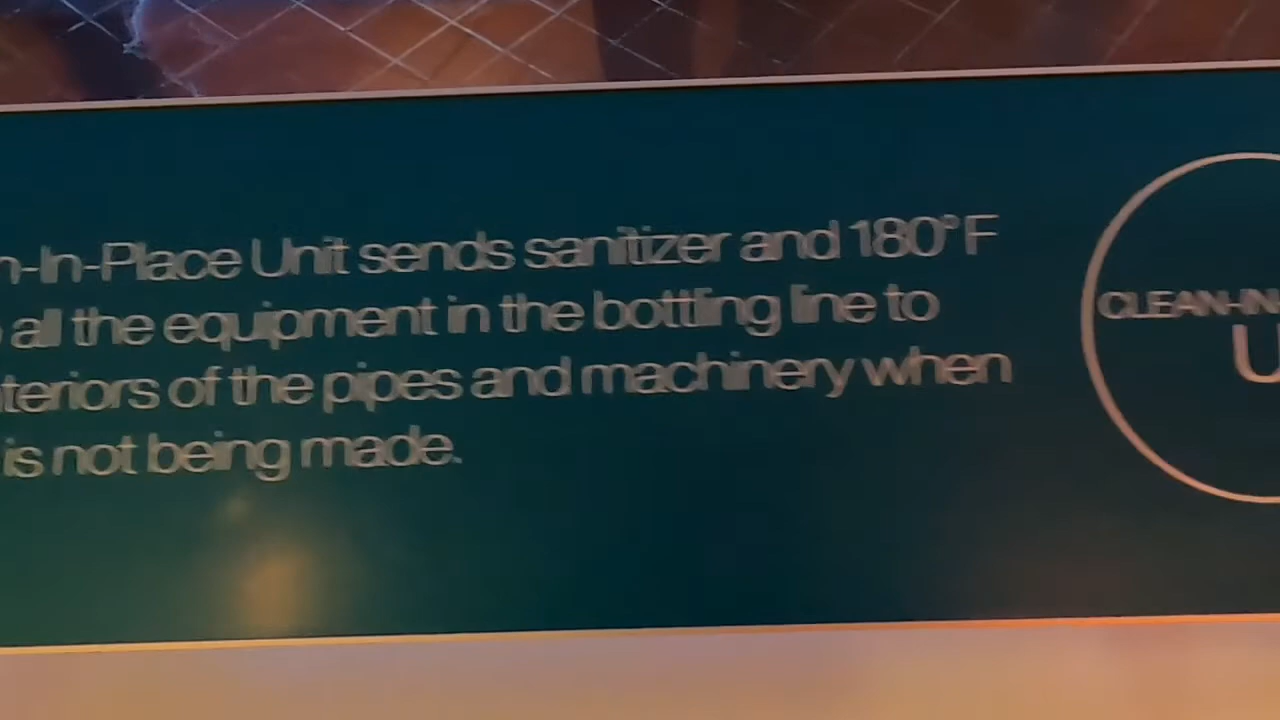 n-In-Place Unit sends sanitizer and 180°F
all the equipment in the bottling line to
teriors of the pipes and machinery when
is not being made.
CLEAN-IN
U